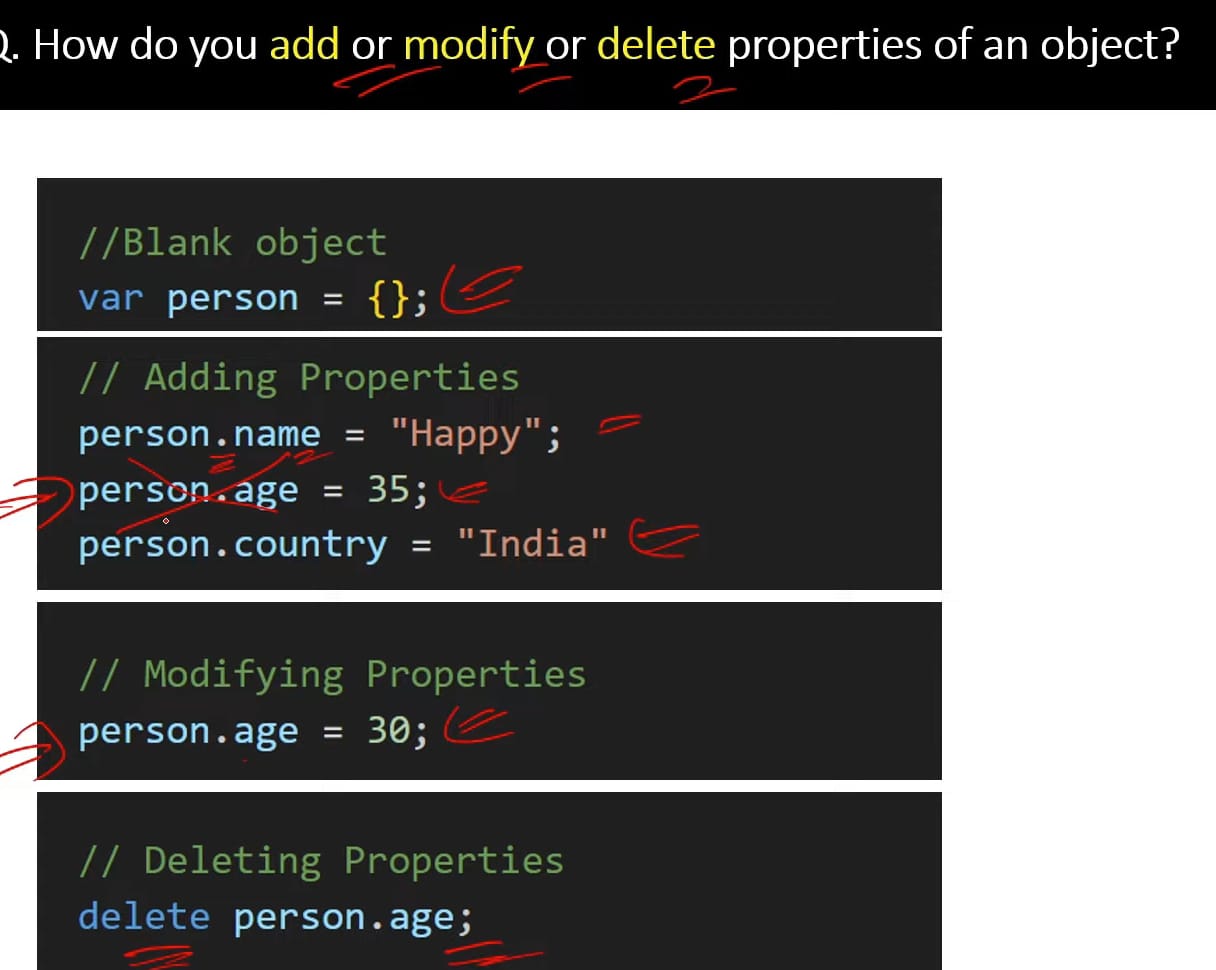 Q. How do you add or modify or delete properties of an object?
//Blank object
var person = {};
// Adding Properties
person.name = "Happy";
person.age = 35;
person.country = "India"
// Modifying Properties
person.age = 30;
// Deleting Properties
delete person.age;